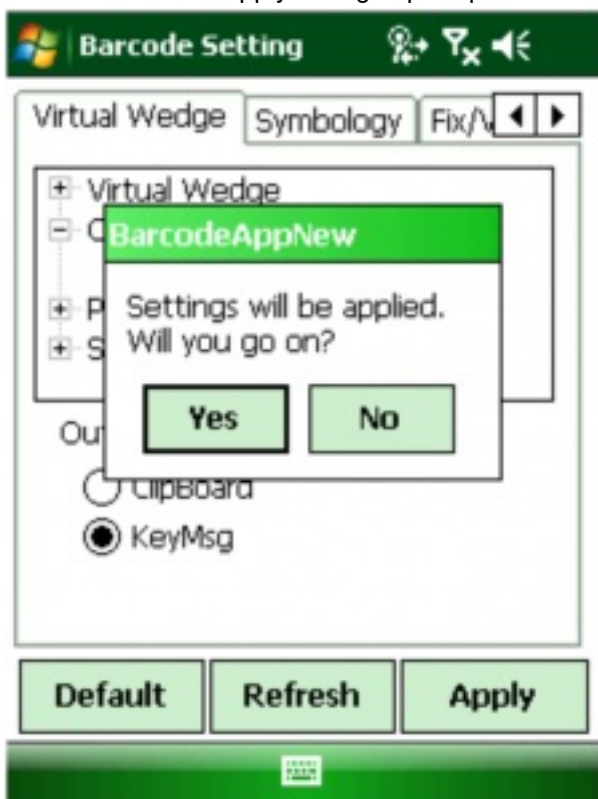 Barcode Setting
Virtual Wedge Symbology Fix/
Virtual Wedge
BarcodeAppNew
Settings will be applied.
Will you go on?
Yes No
ClipBoard
KeyMsg
Default Refresh Apply